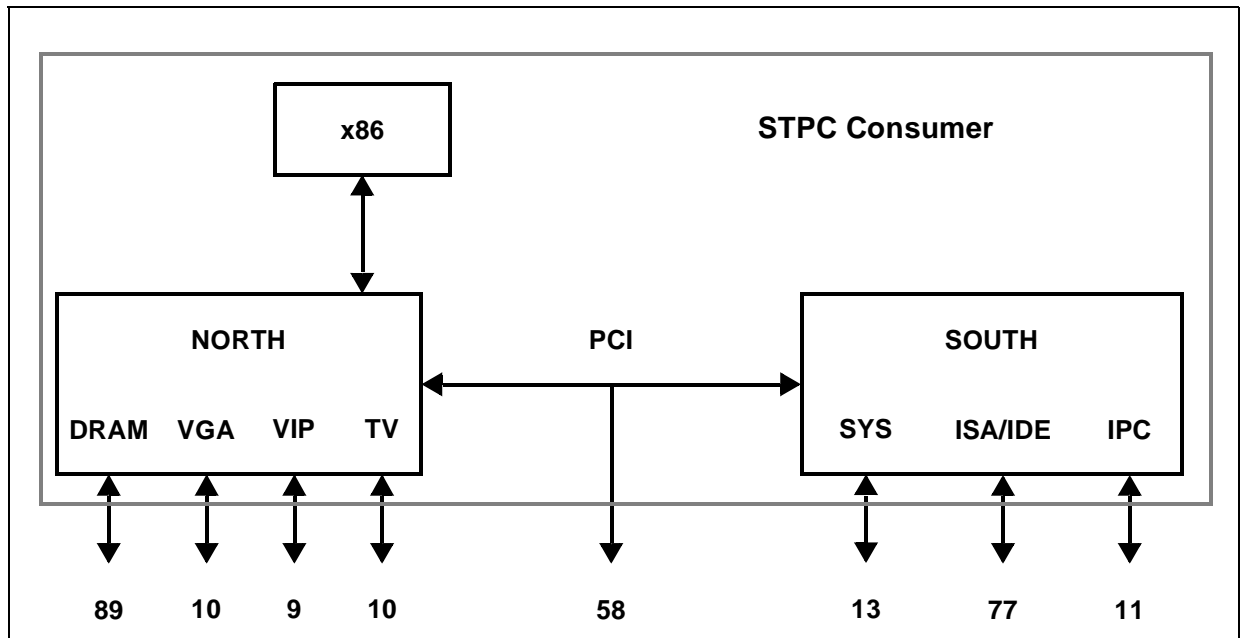 x86
STPC Consumer
NORTH
PCI
SOUTH
DRAM VGA VIP TV
SYS ISA/IDE IPC
89 10 9 10 58 13 77 11